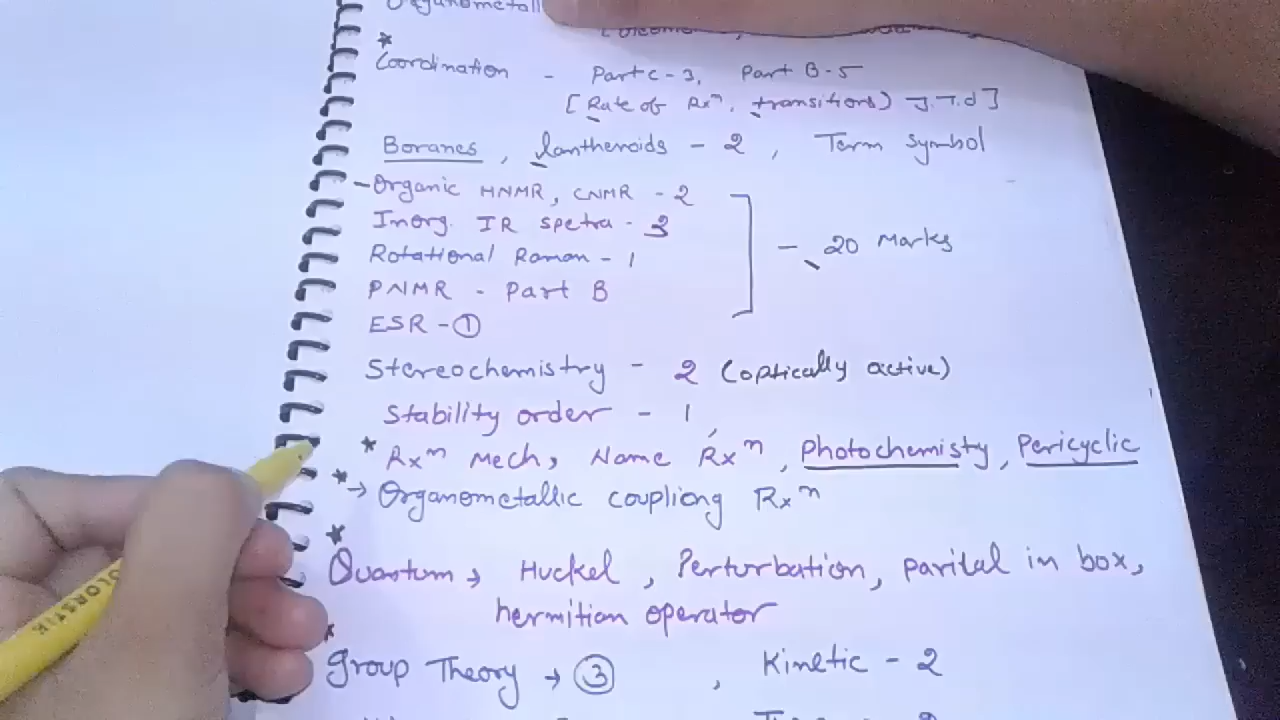 * Coordination - Part C - 3, Part B - 5
[Rate of Rxⁿ, transitions) J.T.d]
Boranes, lanthenoids - 2, Term Symbol
- Organic HNMR, CNMR - 2
Inorg. IR spetra - 3
Rotational Raman - 1
- 20 Marks
PNMR - Part B
ESR - ①
Stereochemistry - 2 (optically active)
Stability order - 1,
* Rxⁿ Mech, Name Rxⁿ, Photochemisty, Pericyclic
* → Organometallic coupliong Rxⁿ
* Quantum → Huckel, Perturbation, parital in box,
hermition operator
* Group Theory → ③, Kinetic - 2
COLORSTIK